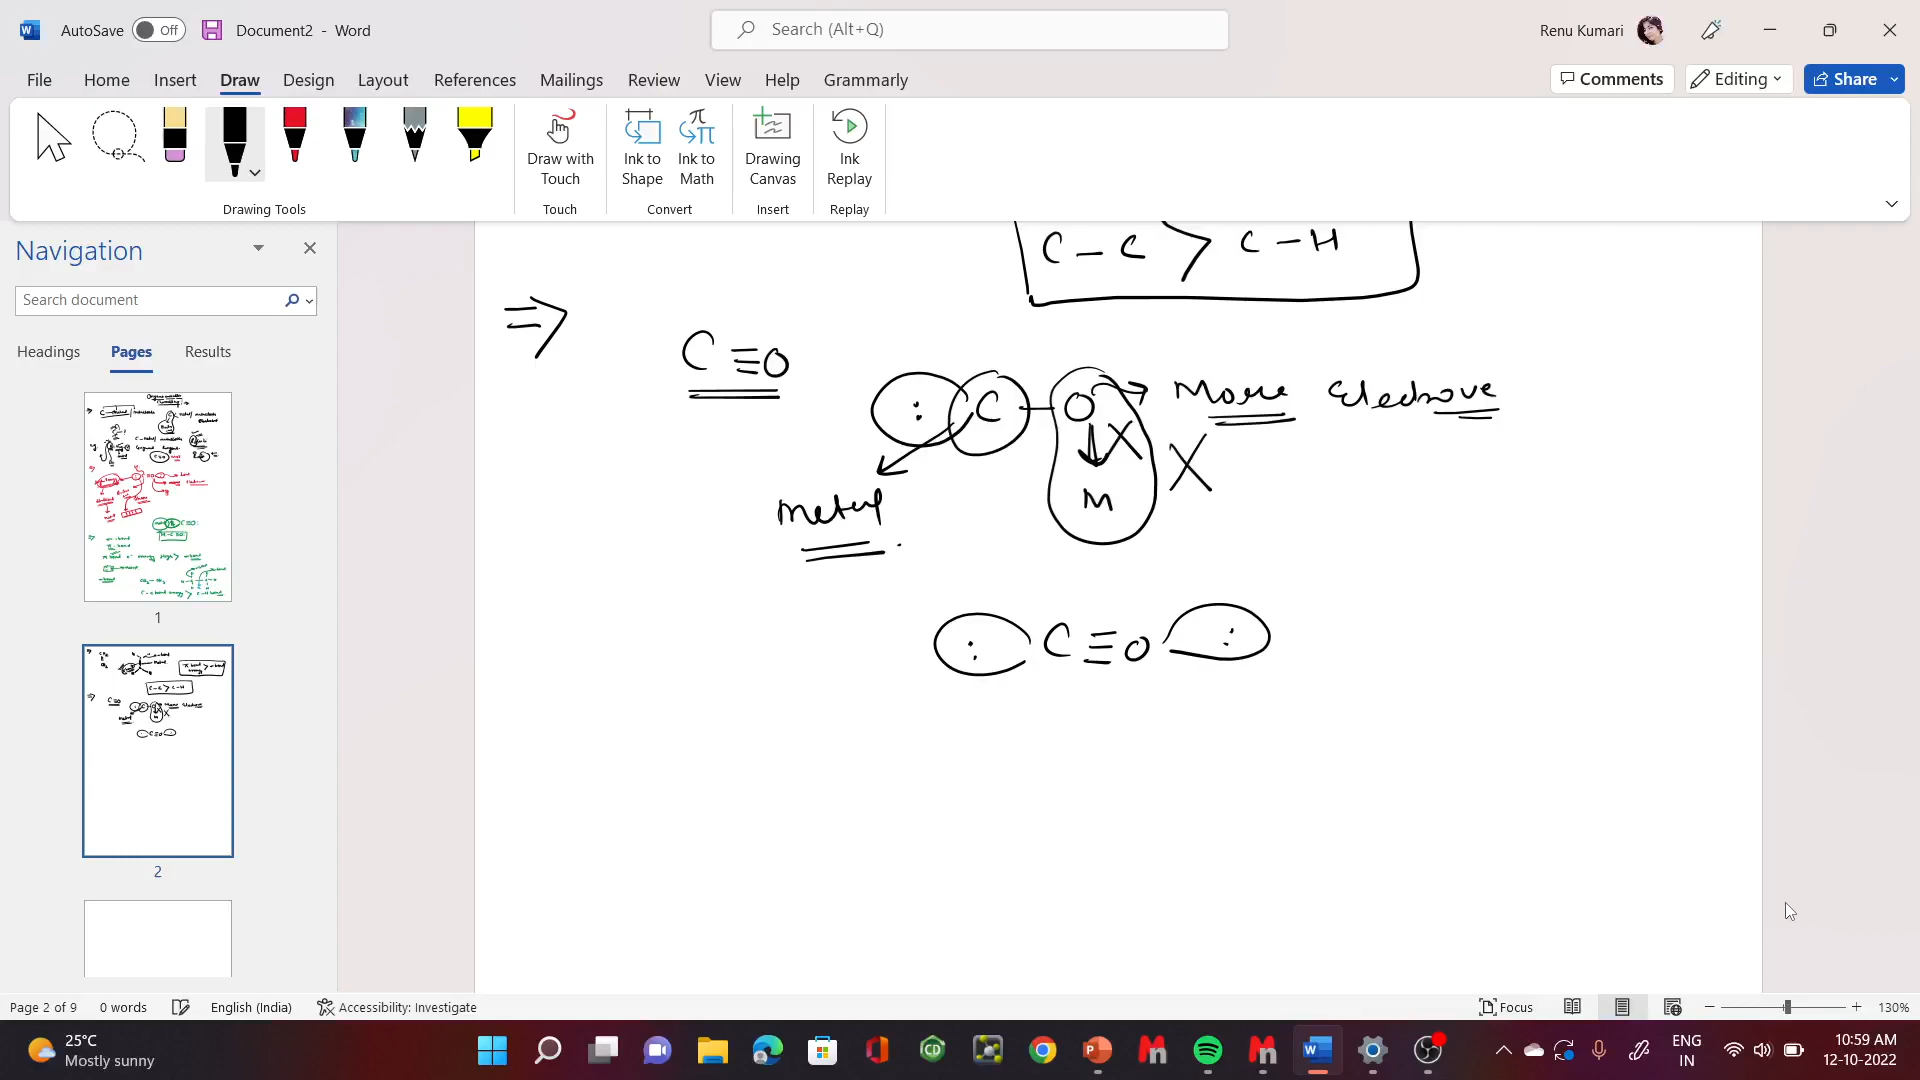 AutoSave Off Document2 - Word Search (Alt+Q) Renu Kumari
File Home Insert Draw Design Layout References Mailings Review View Help Grammarly Comments Editing Share
Draw with Touch
Ink to Shape
Ink to Math
Drawing Canvas
Ink Replay
Drawing Tools Touch Convert Insert Replay
Navigation
Search document
Headings Pages Results
1
2
C – C > C – H
⇒
C ≡ O
: C – O → More
M
X X
: C ≡ O :
Page 2 of 9 0 words English (India) Accessibility: Investigate Focus 130%
25°C
Mostly sunny
ENG
IN
10:59 AM
12-10-2022